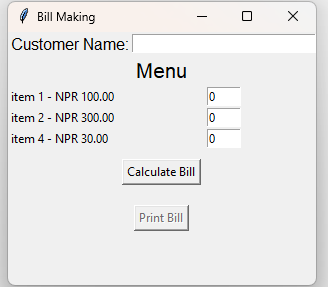 Bill Making
Customer Name:
Menu
item 1 - NPR 100.00 0
item 2 - NPR 300.00 0
item 4 - NPR 30.00 0
Calculate Bill
Print Bill